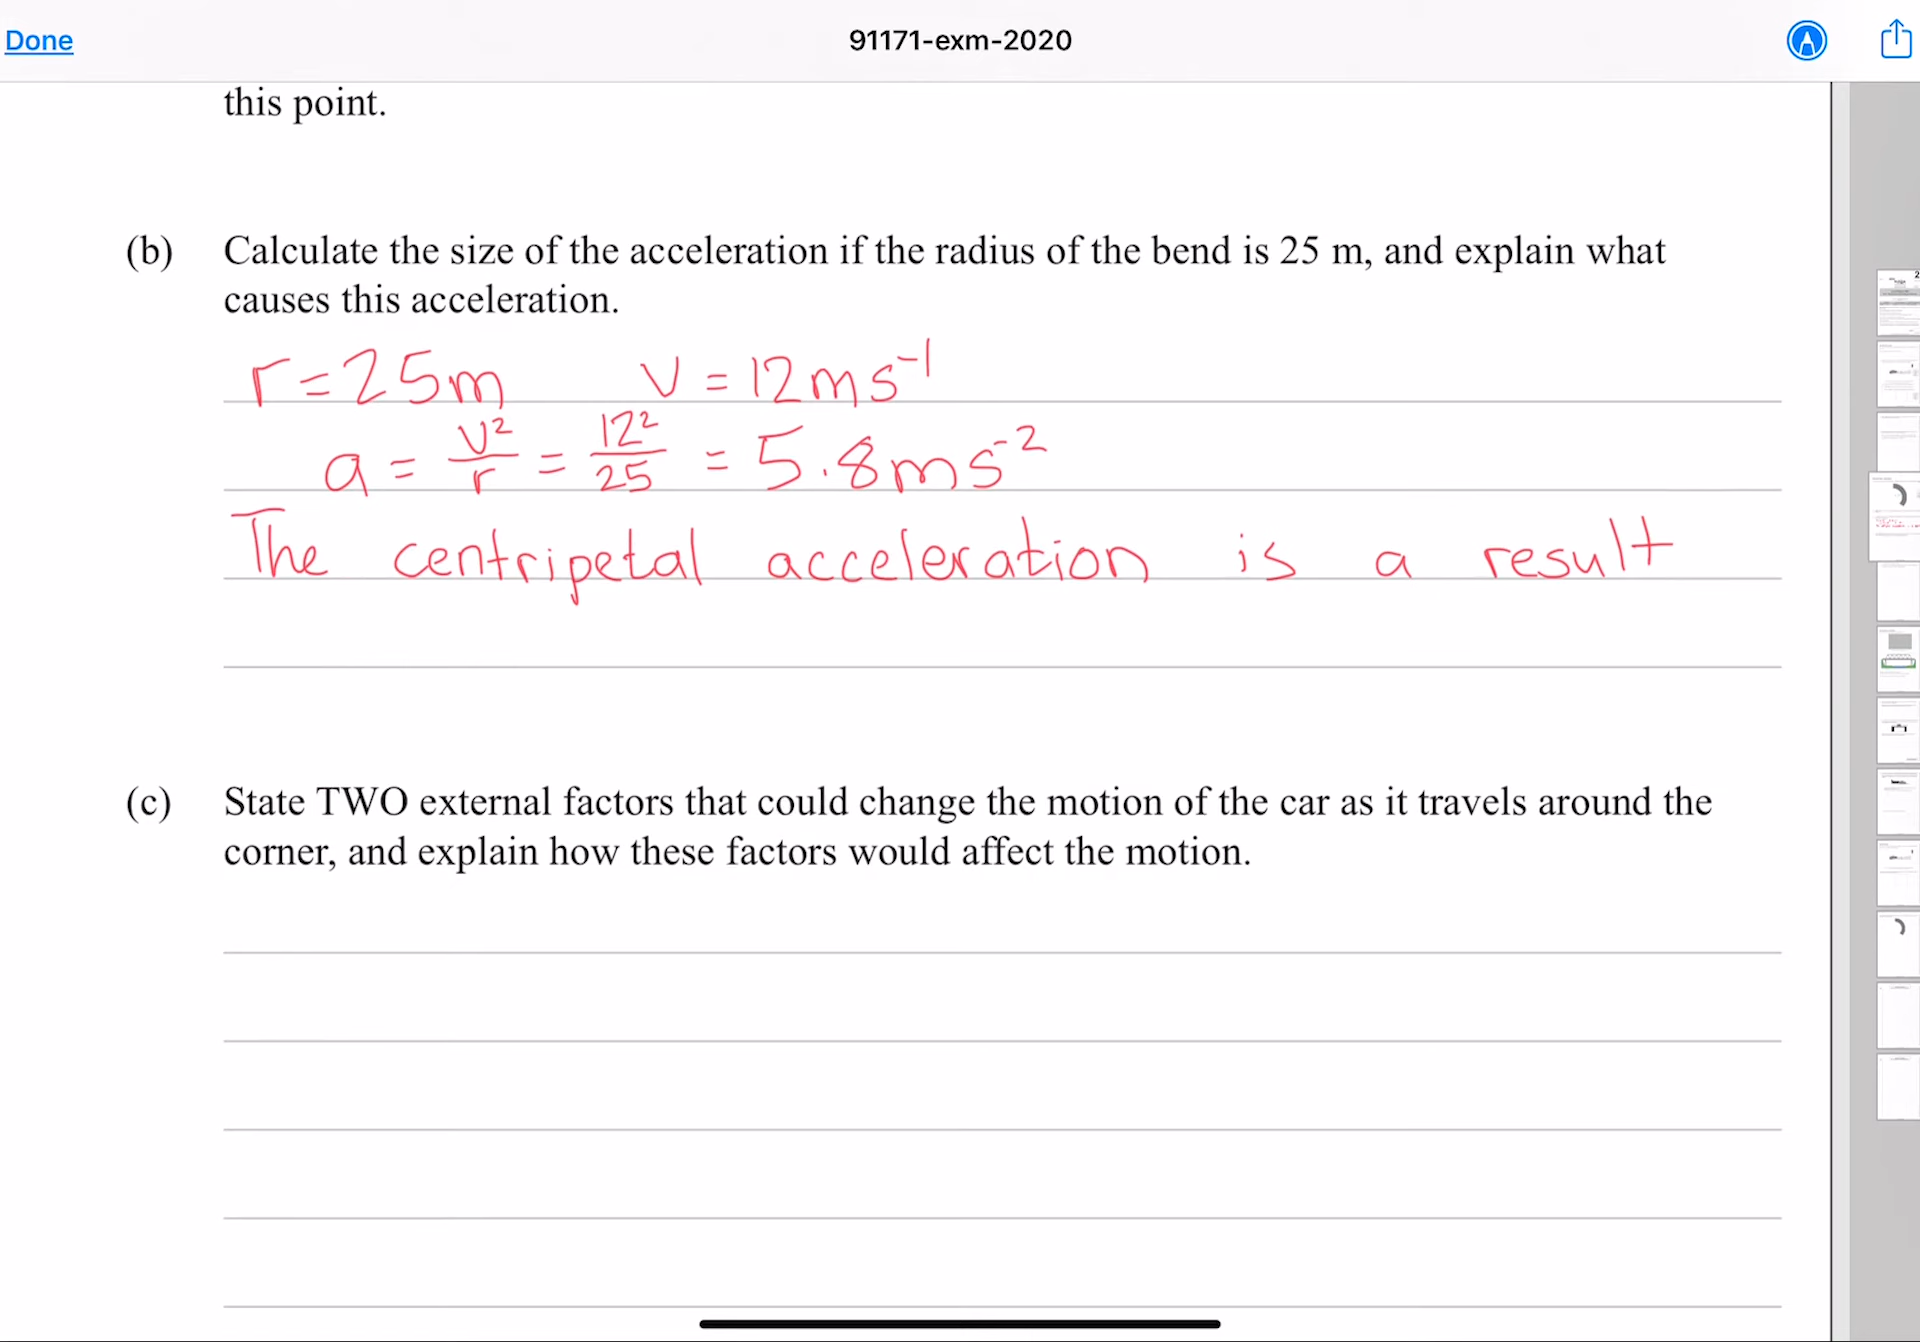 Done
91171-exm-2020
this point.
(b) Calculate the size of the acceleration if the radius of the bend is 25 m, and explain what
causes this acceleration.
r = 25m v = 12ms⁻¹
a = v²/r = 12²/25 = 5.8ms⁻²
The centripetal acceleration is a result
(c) State TWO external factors that could change the motion of the car as it travels around the
corner, and explain how these factors would affect the motion.